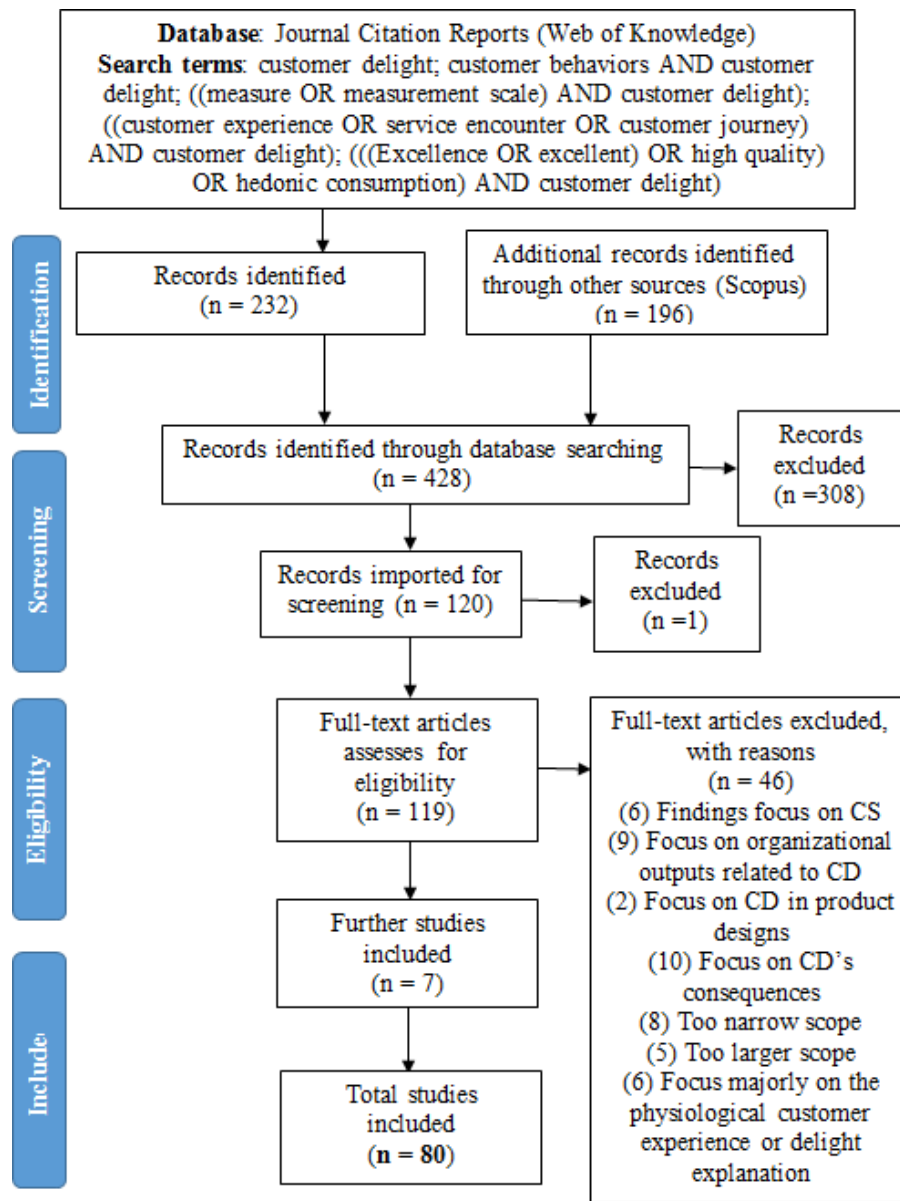 Database: Journal Citation Reports (Web of Knowledge)
Search terms: customer delight; customer behaviors AND customer
delight; ((measure OR measurement scale) AND customer delight);
((customer experience OR service encounter OR customer journey)
AND customer delight); (((Excellence OR excellent) OR high quality)
OR hedonic consumption) AND customer delight)
Identification
Records identified
(n = 232)
Additional records identified
through other sources (Scopus)
(n = 196)
Records identified through database searching
(n = 428)
Records
excluded
(n =308)
Screening
Records imported for
screening (n = 120)
Records
excluded
(n =1)
Eligibility
Full-text articles
assesses for
eligibility
(n = 119)
Full-text articles excluded,
with reasons
(n = 46)
(6) Findings focus on CS
(9) Focus on organizational
outputs related to CD
(2) Focus on CD in product
designs
(10) Focus on CD’s
consequences
(8) Too narrow scope
(5) Too larger scope
(6) Focus majorly on the
physiological customer
experience or delight
explanation
Further studies
included
(n = 7)
Include
Total studies
included
(n = 80)